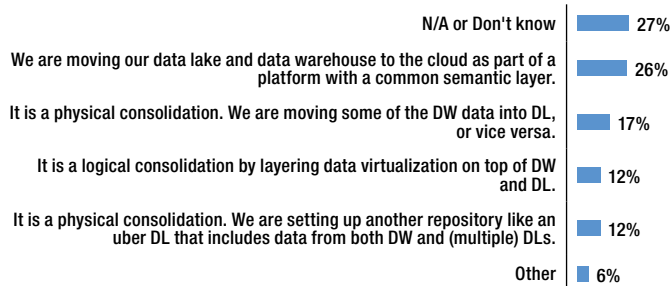 N/A or Don't know 27%
We are moving our data lake and data warehouse to the cloud as part of a
platform with a common semantic layer. 26%
It is a physical consolidation. We are moving some of the DW data into DL,
or vice versa. 17%
It is a logical consolidation by layering data virtualization on top of DW
and DL. 12%
It is a physical consolidation. We are setting up another repository like an
uber DL that includes data from both DW and (multiple) DLs. 12%
Other 6%